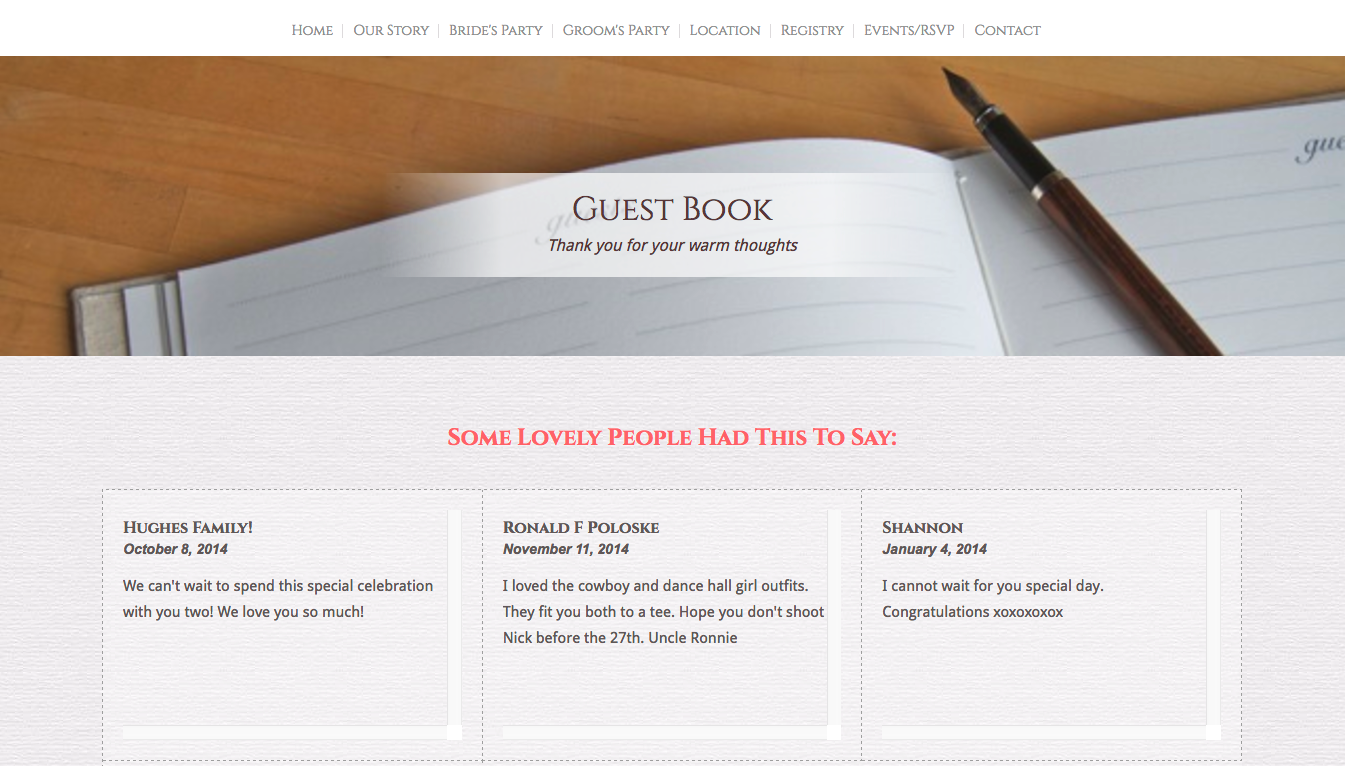 Home Our Story Bride's Party Groom's Party Location Registry Events/RSVP Contact
Guest Book
Thank you for your warm thoughts
Some Lovely People Had This To Say:
Hughes Family!
October 8, 2014
We can't wait to spend this special celebration
with you two! We love you so much!
Ronald F Poloske
November 11, 2014
I loved the cowboy and dance hall girl outfits.
They fit you both to a tee. Hope you don't shoot
Nick before the 27th. Uncle Ronnie
Shannon
January 4, 2014
I cannot wait for you special day.
Congratulations xoxoxoxox